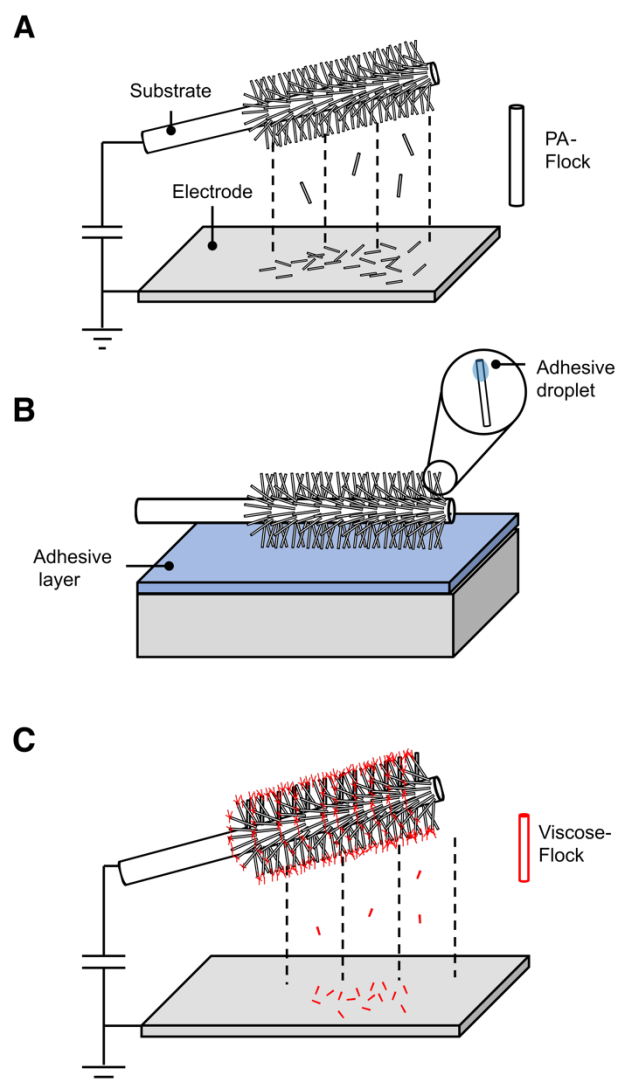 A
Substrate
PA-
Flock
Electrode
Adhesive
droplet
B
Adhesive
layer
C
Viscose-
Flock